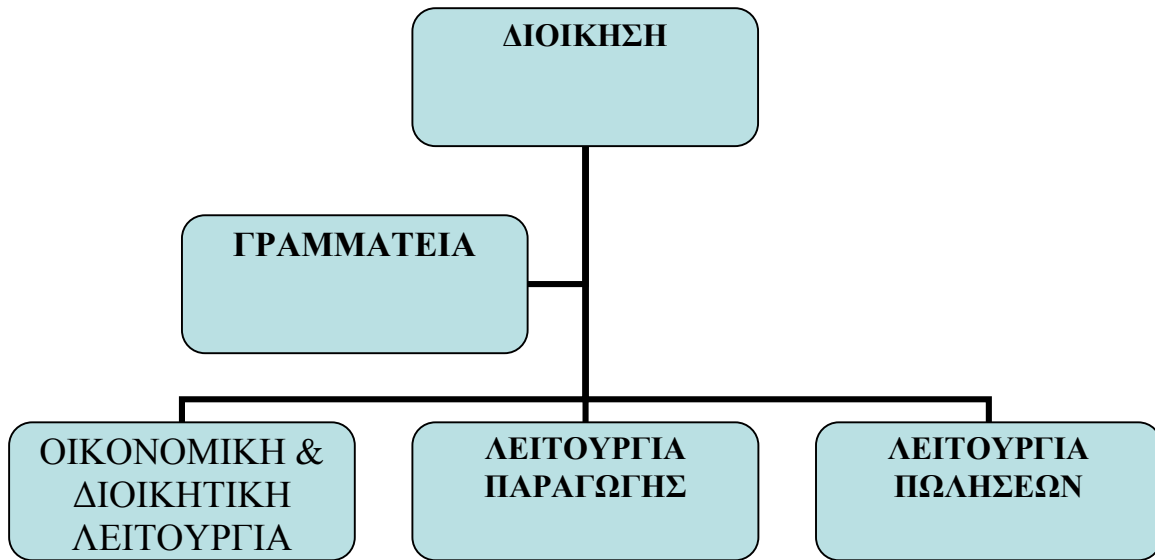 ΔΙΟΙΚΗΣΗ
ΓΡΑΜΜΑΤΕΙΑ
ΟΙΚΟΝΟΜΙΚΗ &
ΔΙΟΙΚΗΤΙΚΗ
ΛΕΙΤΟΥΡΓΙΑ
ΛΕΙΤΟΥΡΓΙΑ
ΠΑΡΑΓΩΓΗΣ
ΛΕΙΤΟΥΡΓΙΑ
ΠΩΛΗΣΕΩΝ